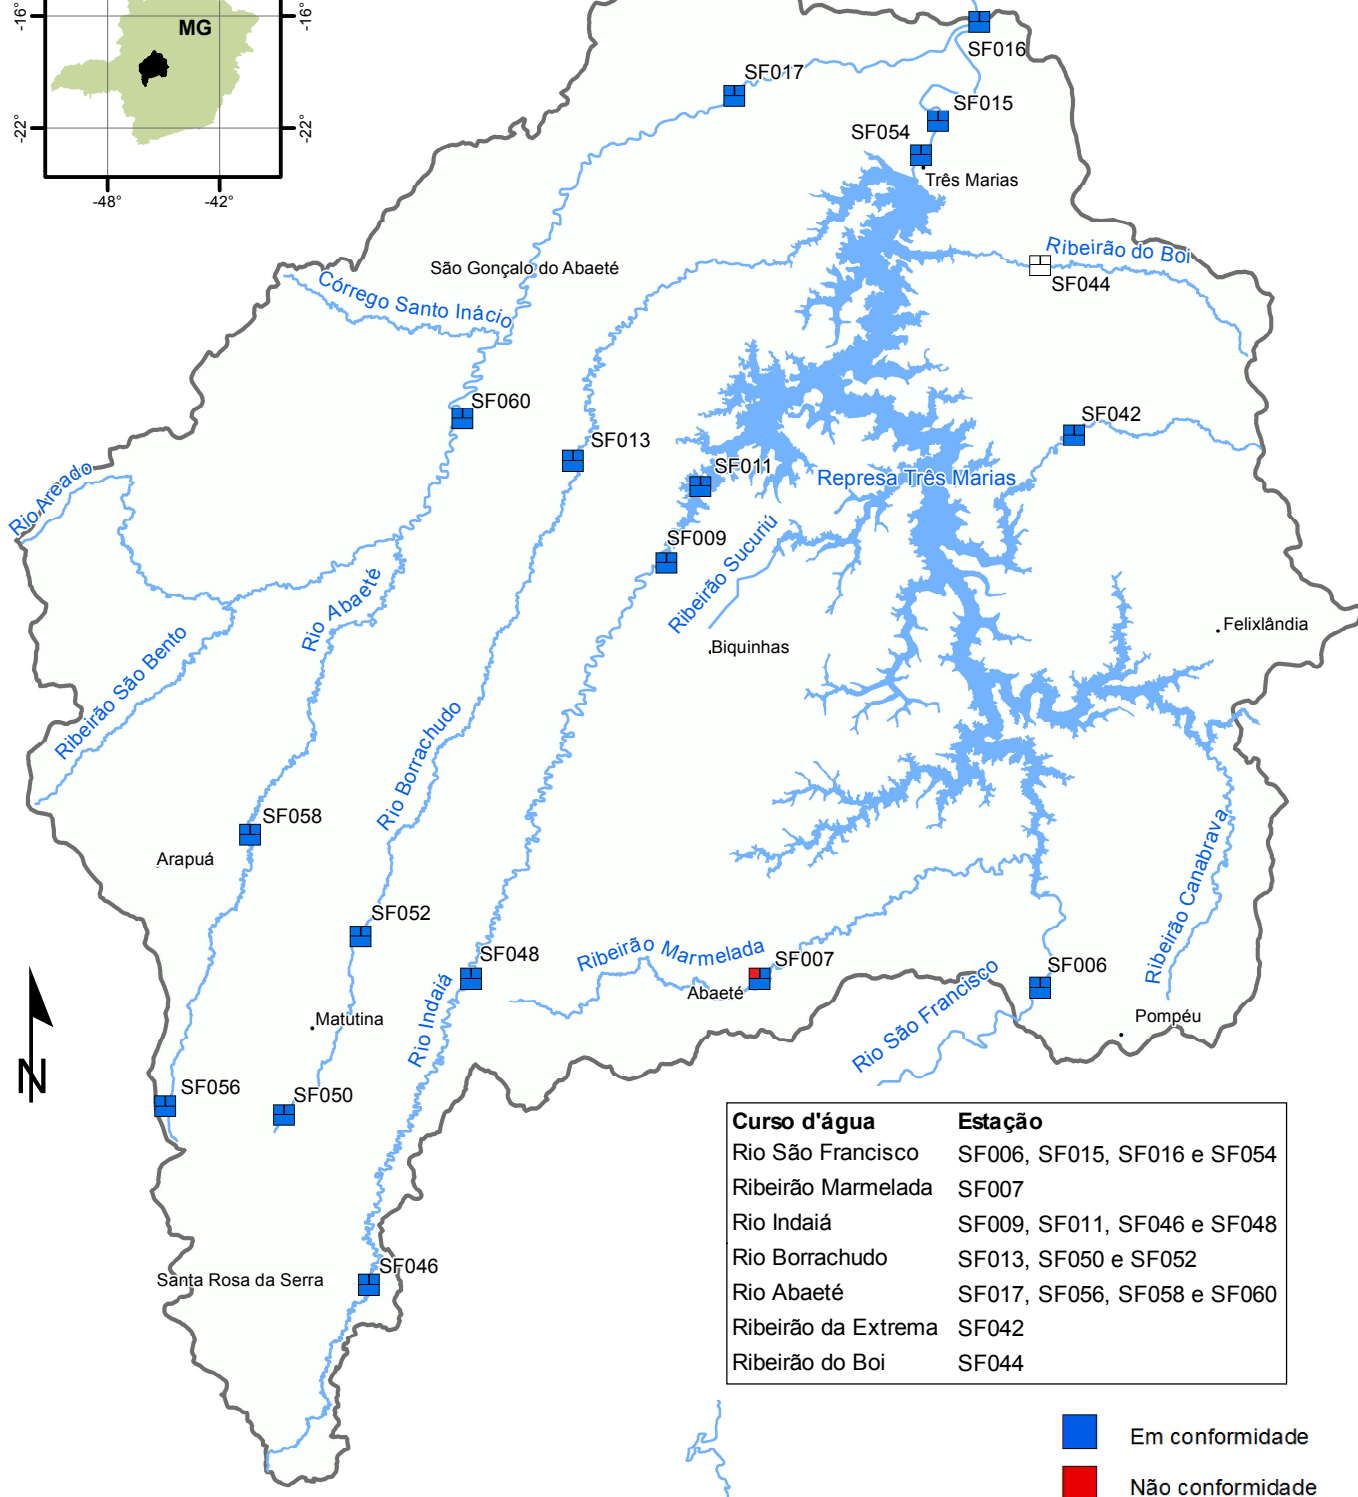 -16°
MG
-16°
-22°
-22°
-48°
-42°
SF016
SF017
SF015
SF054
Três Marias
Ribeirão do Boi
SF044
São Gonçalo do Abaeté
Córrego Santo Inácio
SF060
SF042
SF013
SF011
Represa Três Marias
Rio Areado
SF009
Ribeirão Sucuriú
Rio Abaeté
Felixlândia
Biquinhas
Ribeirão São Bento
Rio Borrachudo
SF058
Arapuá
Ribeirão Canabrava
SF052
SF048
Ribeirão Marmelada
SF007
SF006
Abaeté
Rio São Francisco
Rio Indaiá
Matutina
Pompéu
N
SF056
SF050
Curso d'água Estação
Rio São Francisco SF006, SF015, SF016 e SF054
Ribeirão Marmelada SF007
Rio Indaiá SF009, SF011, SF046 e SF048
Rio Borrachudo SF013, SF050 e SF052
Rio Abaeté SF017, SF056, SF058 e SF060
Ribeirão da Extrema SF042
Ribeirão do Boi SF044
SF046
Santa Rosa da Serra
Em conformidade
Não conformidade